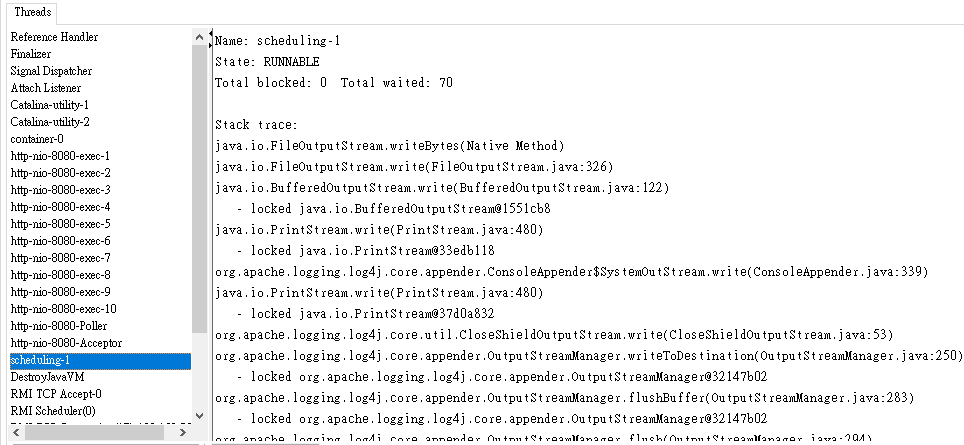 Threads
Reference Handler
Finalizer
Signal Dispatcher
Attach Listener
Catalina-utility-1
Catalina-utility-2
container-0
http-nio-8080-exec-1
http-nio-8080-exec-2
http-nio-8080-exec-3
http-nio-8080-exec-4
http-nio-8080-exec-5
http-nio-8080-exec-6
http-nio-8080-exec-7
http-nio-8080-exec-8
http-nio-8080-exec-9
http-nio-8080-exec-10
http-nio-8080-Poller
http-nio-8080-Acceptor
scheduling-1
DestroyJavaVM
RMI TCP Accept-0
RMI Scheduler(0)
Name: scheduling-1
State: RUNNABLE
Total blocked: 0  Total waited: 70
Stack trace:
java.io.FileOutputStream.writeBytes(Native Method)
java.io.FileOutputStream.write(FileOutputStream.java:326)
java.io.BufferedOutputStream.write(BufferedOutputStream.java:122)
- locked java.io.BufferedOutputStream@1551cb8
java.io.PrintStream.write(PrintStream.java:480)
- locked java.io.PrintStream@33edb118
org.apache.logging.log4j.core.appender.ConsoleAppender$SystemOutStream.write(ConsoleAppender.java:339)
java.io.PrintStream.write(PrintStream.java:480)
- locked java.io.PrintStream@37d0a832
org.apache.logging.log4j.core.util.CloseShieldOutputStream.write(CloseShieldOutputStream.java:53)
org.apache.logging.log4j.core.appender.OutputStreamManager.writeToDestination(OutputStreamManager.java:250)
- locked org.apache.logging.log4j.core.appender.OutputStreamManager@32147b02
org.apache.logging.log4j.core.appender.OutputStreamManager.flushBuffer(OutputStreamManager.java:283)
- locked org.apache.logging.log4j.core.appender.OutputStreamManager@32147b02
org.apache.logging.log4j.core.appender.OutputStreamManager.flush(OutputStreamManager.java:294)